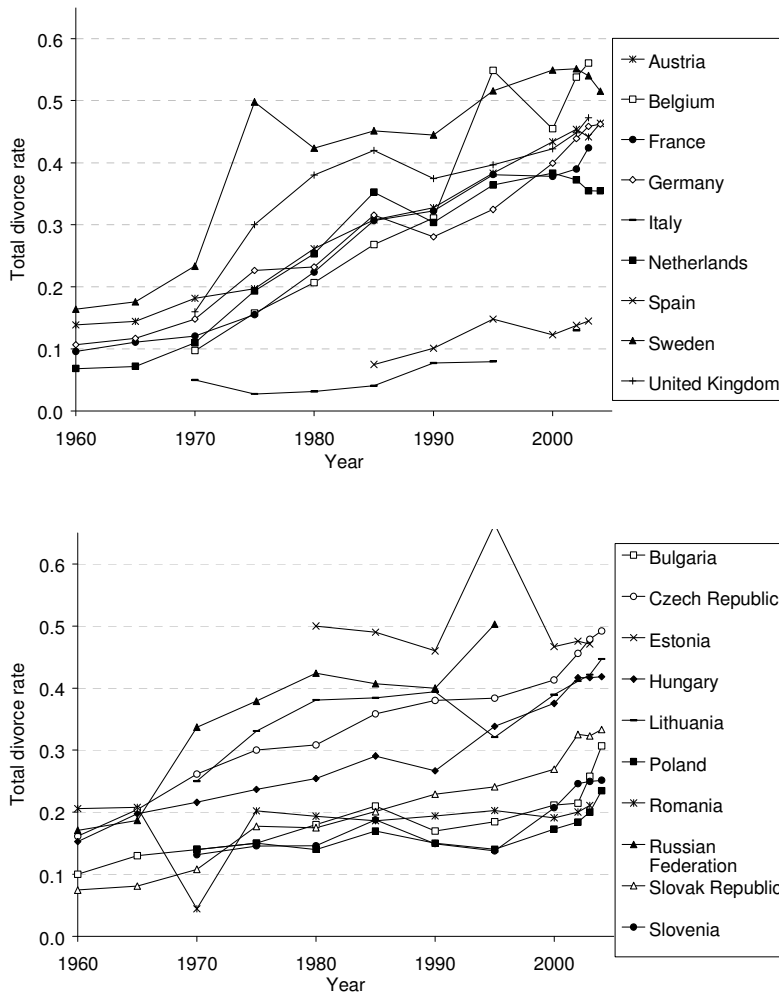 0.6
0.5
0.4
0.3
0.2
0.1
0.0
Total divorce rate
1960
1970
1980
1990
2000
Year
Austria
Belgium
France
Germany
Italy
Netherlands
Spain
Sweden
United Kingdom
0.6
0.5
0.4
0.3
0.2
0.1
0.0
Total divorce rate
1960
1970
1980
1990
2000
Year
Bulgaria
Czech Republic
Estonia
Hungary
Lithuania
Poland
Romania
Russian
Federation
Slovak Republic
Slovenia